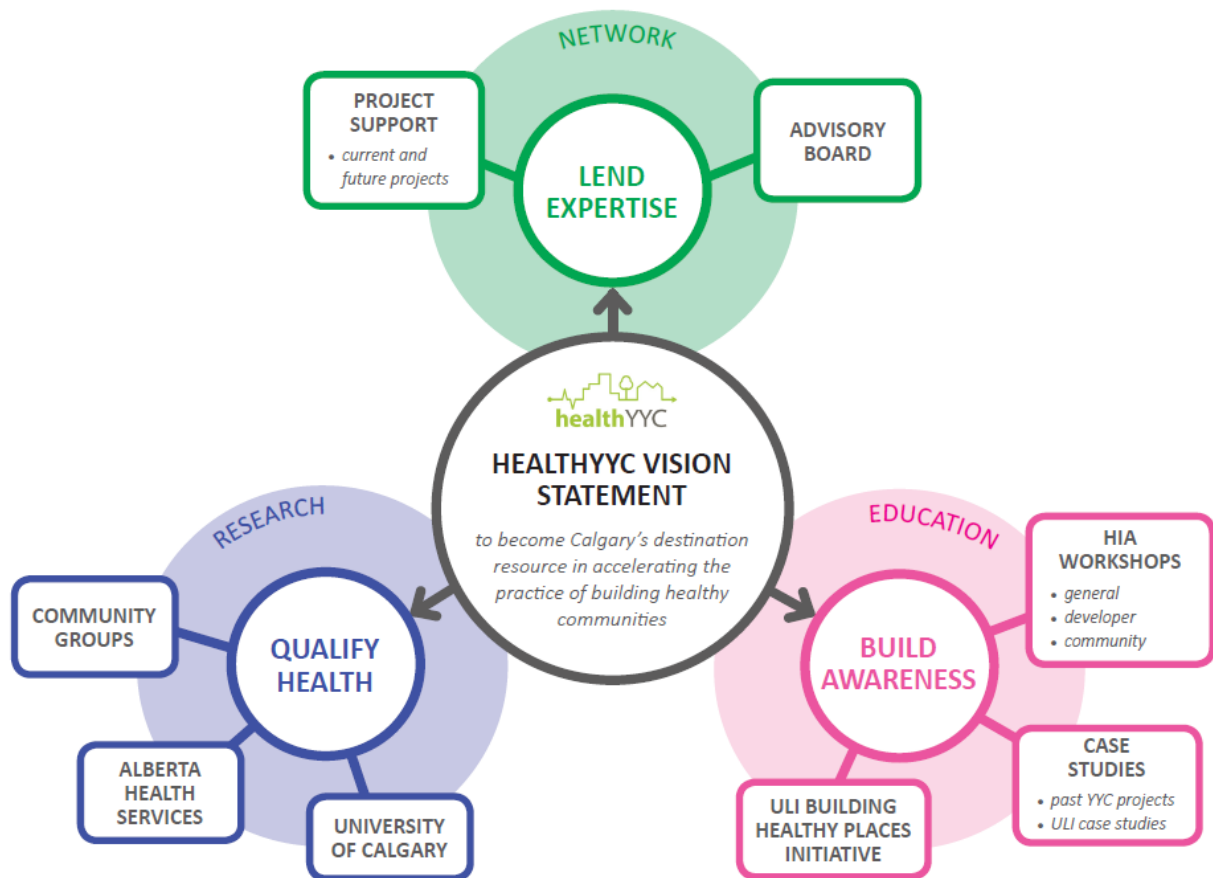 NETWORK
PROJECT
SUPPORT
• current and
future projects
LEND
EXPERTISE
ADVISORY
BOARD
healthYYC
HEALTHYYC VISION
STATEMENT
to become Calgary's destination
resource in accelerating the
practice of building healthy
communities
RESEARCH
COMMUNITY
GROUPS
QUALIFY
HEALTH
ALBERTA
HEALTH
SERVICES
UNIVERSITY
OF CALGARY
EDUCATION
BUILD
AWARENESS
HIA
WORKSHOPS
• general
• developer
• community
CASE
STUDIES
• past YYC projects
• ULI case studies
ULI BUILDING
HEALTHY PLACES
INITIATIVE